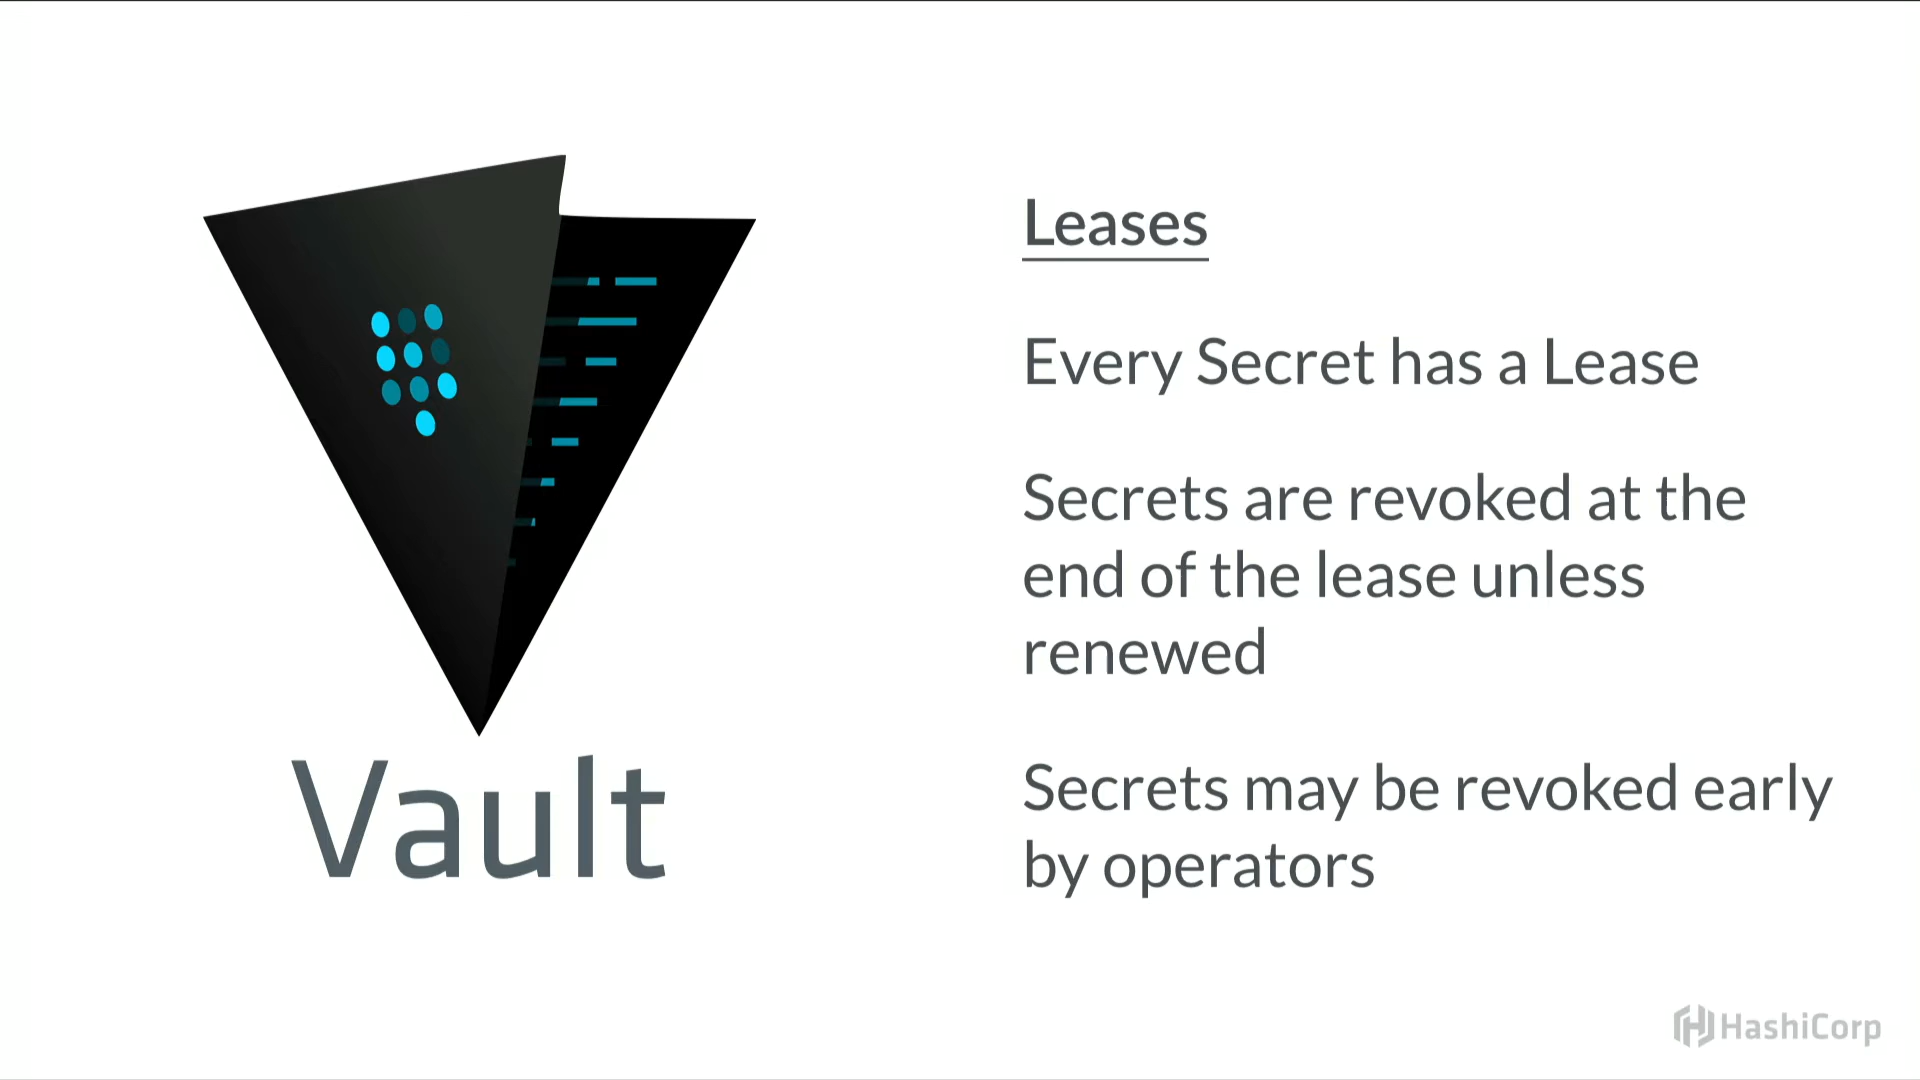 Vault
Leases
Every Secret has a Lease
Secrets are revoked at the
end of the lease unless
renewed
Secrets may be revoked early
by operators
HashiCorp